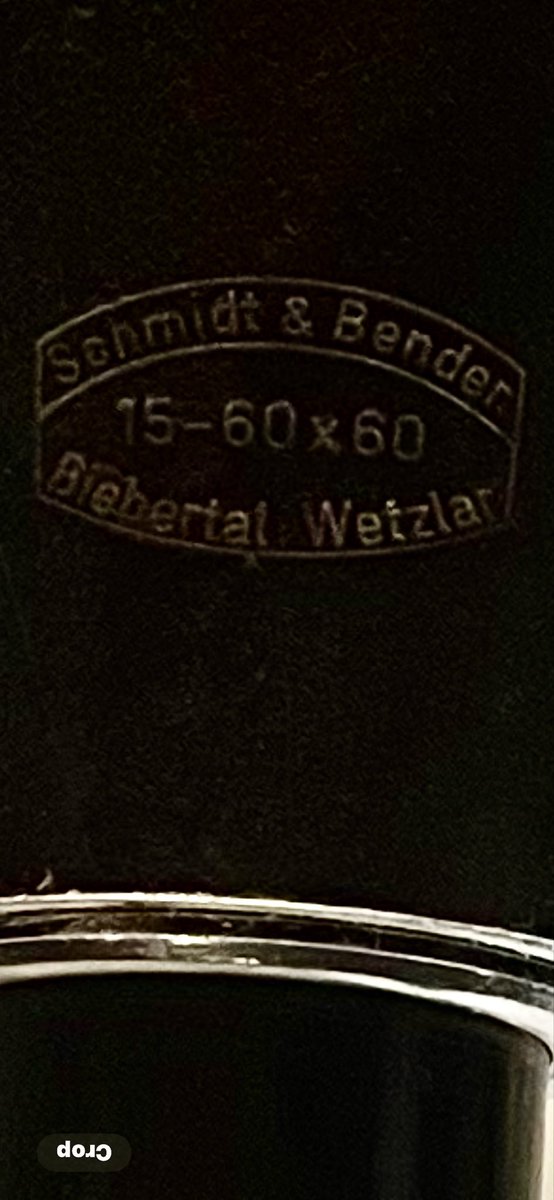 Schmidt & Bender
15-60x60
Biebertal Wetzlar
Crop